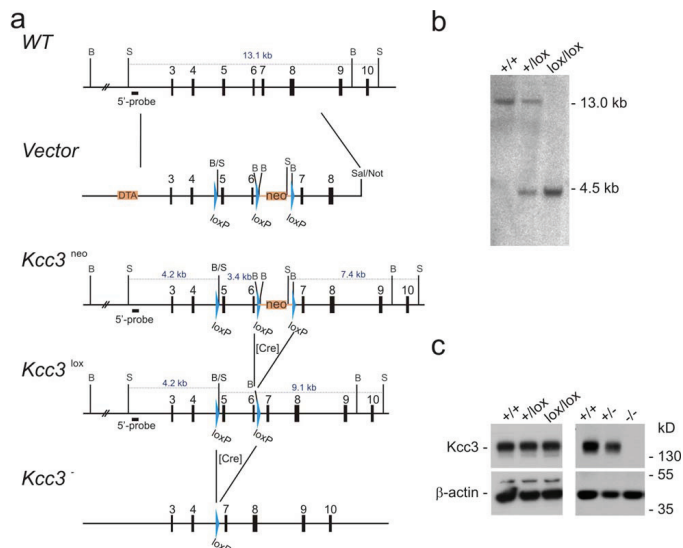 a
WT
B S 13.1 kb B S
3 4 5 6 7 8 9 10
5'-probe
Vector
B/S B B S B Sal/Not
DTA 3 4 5 6 neo 7 8
loxP loxP loxP
Kcc3 neo
B S 4.2 kb B/S 3.4 kb B B S B 7.4 kb B S
3 4 5 6 neo 7 8 9 10
5'-probe loxP loxP loxP
[Cre]
Kcc3 lox
B S 4.2 kb B/S B 9.1 kb B S
3 4 5 6 7 8 9 10
5'-probe loxP loxP
[Cre]
Kcc3 -
3 4 7 8 9 10
loxP
b
+/+ +/lox lox/lox
- 13.0 kb
- 4.5 kb
c
+/+ +/lox lox/lox +/+ +/- -/- kD
Kcc3 -
- 130
- 55
β-actin -
- 35